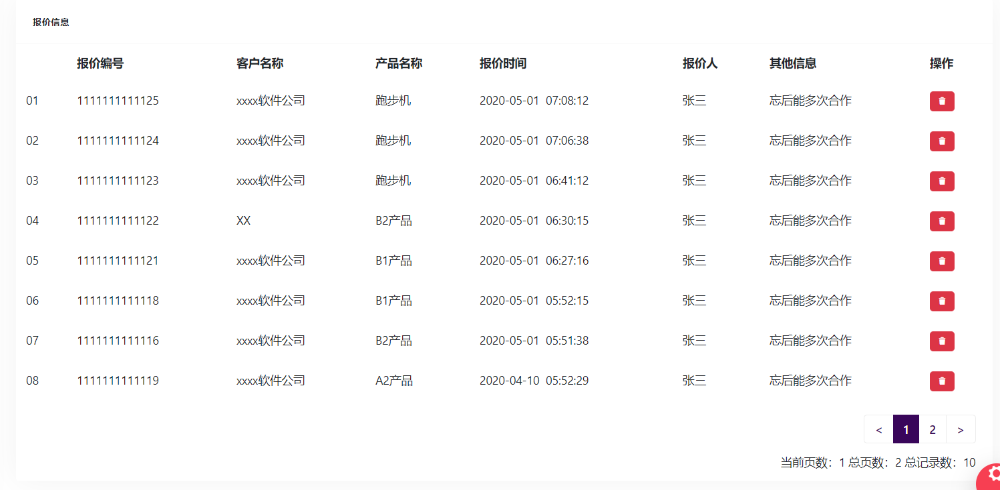 报价信息
报价编号 客户名称 产品名称 报价时间 报价人 其他信息 操作
01 1111111111125 xxxx软件公司 跑步机 2020-05-01 07:08:12 张三 忘后能多次合作
02 1111111111124 xxxx软件公司 跑步机 2020-05-01 07:06:38 张三 忘后能多次合作
03 1111111111123 xxxx软件公司 跑步机 2020-05-01 06:41:12 张三 忘后能多次合作
04 1111111111122 XX B2产品 2020-05-01 06:30:15 张三 忘后能多次合作
05 1111111111121 xxxx软件公司 B1产品 2020-05-01 06:27:16 张三 忘后能多次合作
06 1111111111118 xxxx软件公司 B1产品 2020-05-01 05:52:15 张三 忘后能多次合作
07 1111111111116 xxxx软件公司 B2产品 2020-05-01 05:51:38 张三 忘后能多次合作
08 1111111111119 xxxx软件公司 A2产品 2020-04-10 05:52:29 张三 忘后能多次合作
< 1 2 >
当前页数：1 总页数：2 总记录数：10